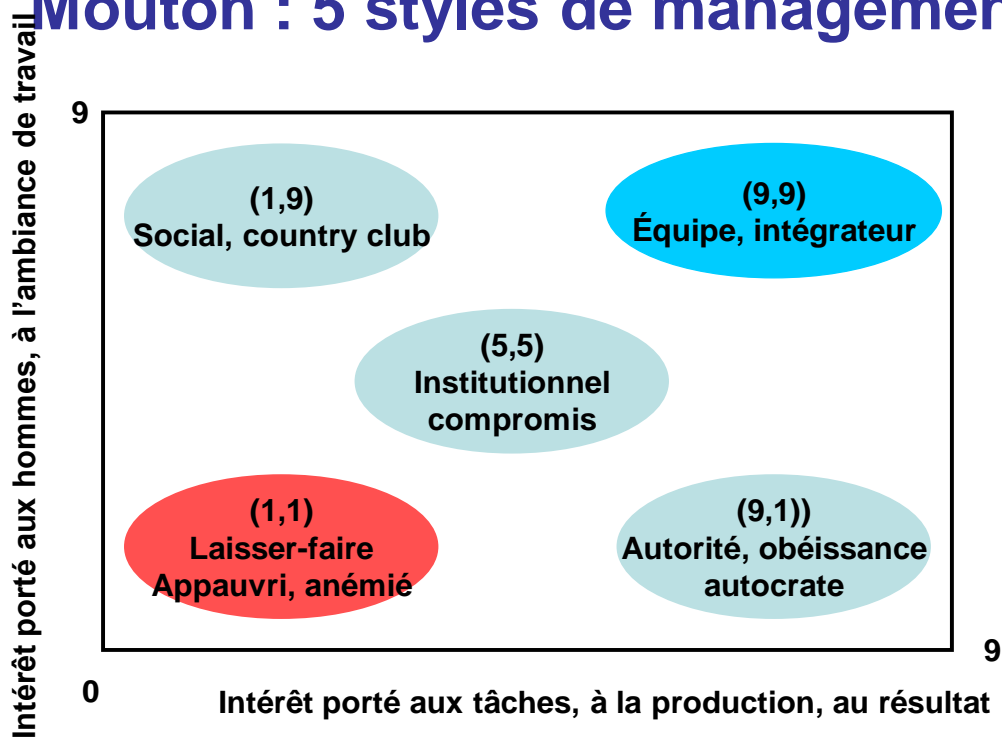 Mouton : 5 styles de managemen
Intérêt porté aux hommes, à l'ambiance de travail
9
(1,9)
Social, country club
(9,9)
Équipe, intégrateur
(5,5)
Institutionnel
compromis
(1,1)
Laisser-faire
Appauvri, anémié
(9,1))
Autorité, obéissance
autocrate
9
0
Intérêt porté aux tâches, à la production, au résultat